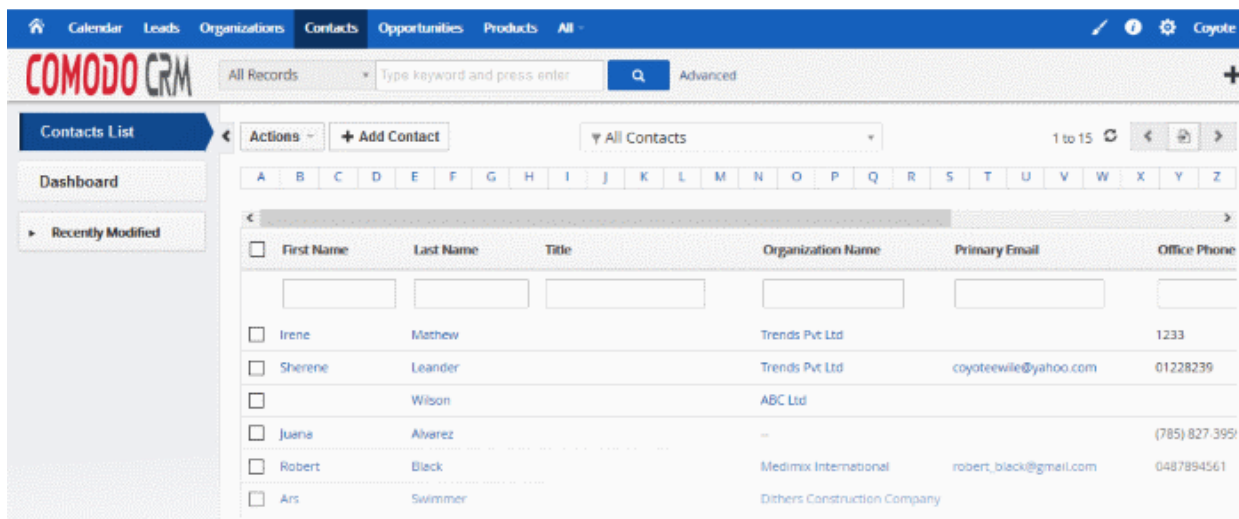 Calendar Leads Organizations Contacts Opportunities Products All Coyote
COMODO CRM All Records Type keyword and press enter Advanced
Contacts List Actions Add Contact All Contacts 1 to 15
Dashboard A B C D E F G H I J K L M N O P Q R S T U V W X Y Z
Recently Modified
First Name Last Name Title Organization Name Primary Email Office Phone
Irene Mathew Trends Pvt Ltd 1233
Sherene Leander Trends Pvt Ltd coyoteewile@yahoo.com 01228239
Wilson ABC Ltd
Juana Alvarez -- (785) 827-395
Robert Black Medimix International robert_black@gmail.com 0487894561
Ars Swimmer Dithers Construction Company